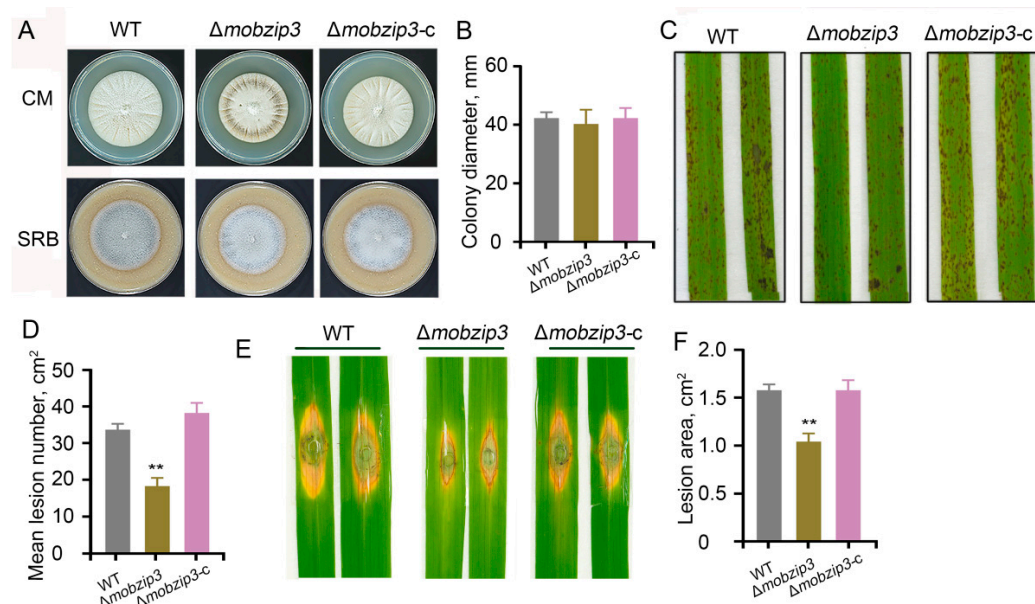 A
WT
Δmobzip3
Δmobzip3-c
CM
SRB
B
Colony diameter, mm
60
40
20
0
WT
Δmobzip3
Δmobzip3-c
C
WT
Δmobzip3
Δmobzip3-c
D
Mean lesion number, cm²
50
40
30
20
10
0
**
WT
Δmobzip3
Δmobzip3-c
E
WT
Δmobzip3
Δmobzip3-c
F
Lesion area, cm²
2.0
1.5
1.0
0.5
0
**
WT
Δmobzip3
Δmobzip3-c